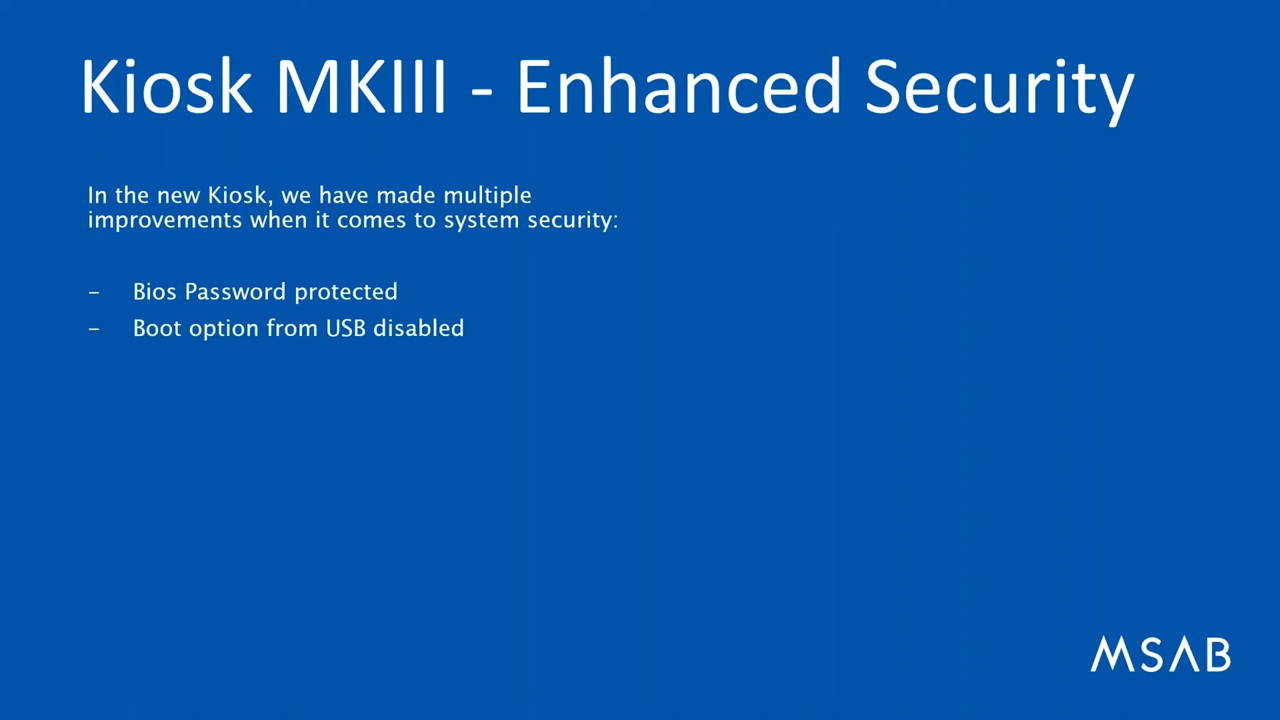 Kiosk MKIII - Enhanced Security
In the new Kiosk, we have made multiple
improvements when it comes to system security:
– Bios Password protected
– Boot option from USB disabled
MSAB